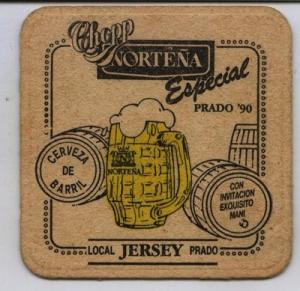 Chopp
NORTEÑA
Especial
PRADO '90
CERVEZA
DE
BARRIL
NORTEÑA
CON
INVITACION
EXQUISITO
MANI
LOCAL JERSEY PRADO